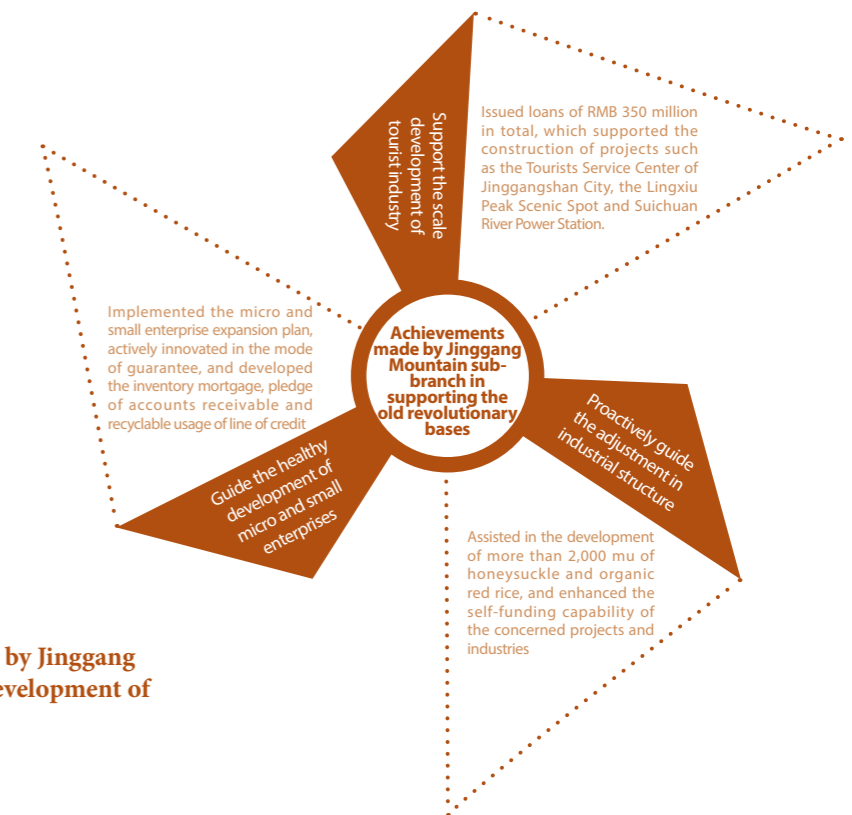 Support the scale
development of
tourist industry
Issued loans of RMB 350 million
in total, which supported the
construction of projects such
as the Tourists Service Center of
Jinggangshan City, the Lingxiu
Peak Scenic Spot and Suichuan
River Power Station.
Implemented the micro and
small enterprise expansion plan,
actively innovated in the mode
of guarantee, and developed
the inventory mortgage, pledge
of accounts receivable and
recyclable usage of line of credit
Achievements
made by Jinggang
Mountain sub-
branch in
supporting the
old revolutionary
bases
Proactively guide
the adjustment in
industrial structure
Guide the healthy
development of
micro and small
enterprises
Assisted in the development
of more than 2,000 mu of
honeysuckle and organic
red rice, and enhanced the
self-funding capability of
the concerned projects and
industries
by Jinggang
evelopment of